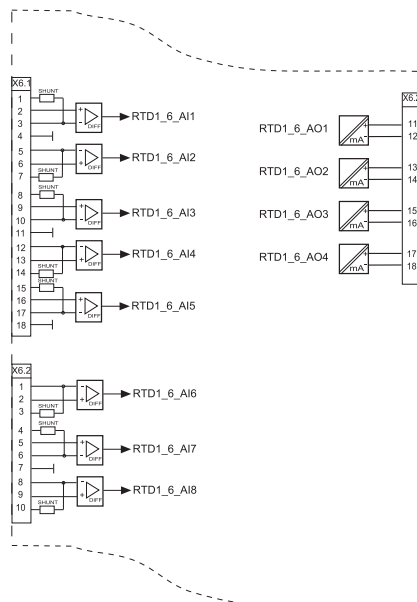 X6.1
1
SHUNT
2
+
3
-
DIFF
RTD1_6_AI1
4
5
-
6
+
DIFF
RTD1_6_AI2
7
SHUNT
8
SHUNT
9
+
10
-
DIFF
RTD1_6_AI3
11
12
-
13
+
DIFF
RTD1_6_AI4
14
SHUNT
15
SHUNT
16
+
17
-
DIFF
RTD1_6_AI5
18
X6.2
1
-
2
+
DIFF
RTD1_6_AI6
3
SHUNT
4
SHUNT
5
+
6
-
DIFF
RTD1_6_AI7
7
8
-
9
+
DIFF
RTD1_6_AI8
10
SHUNT
RTD1_6_AO1
+
mA
-
11
12
RTD1_6_AO2
+
mA
-
13
14
RTD1_6_AO3
+
mA
-
15
16
RTD1_6_AO4
+
mA
-
17
18